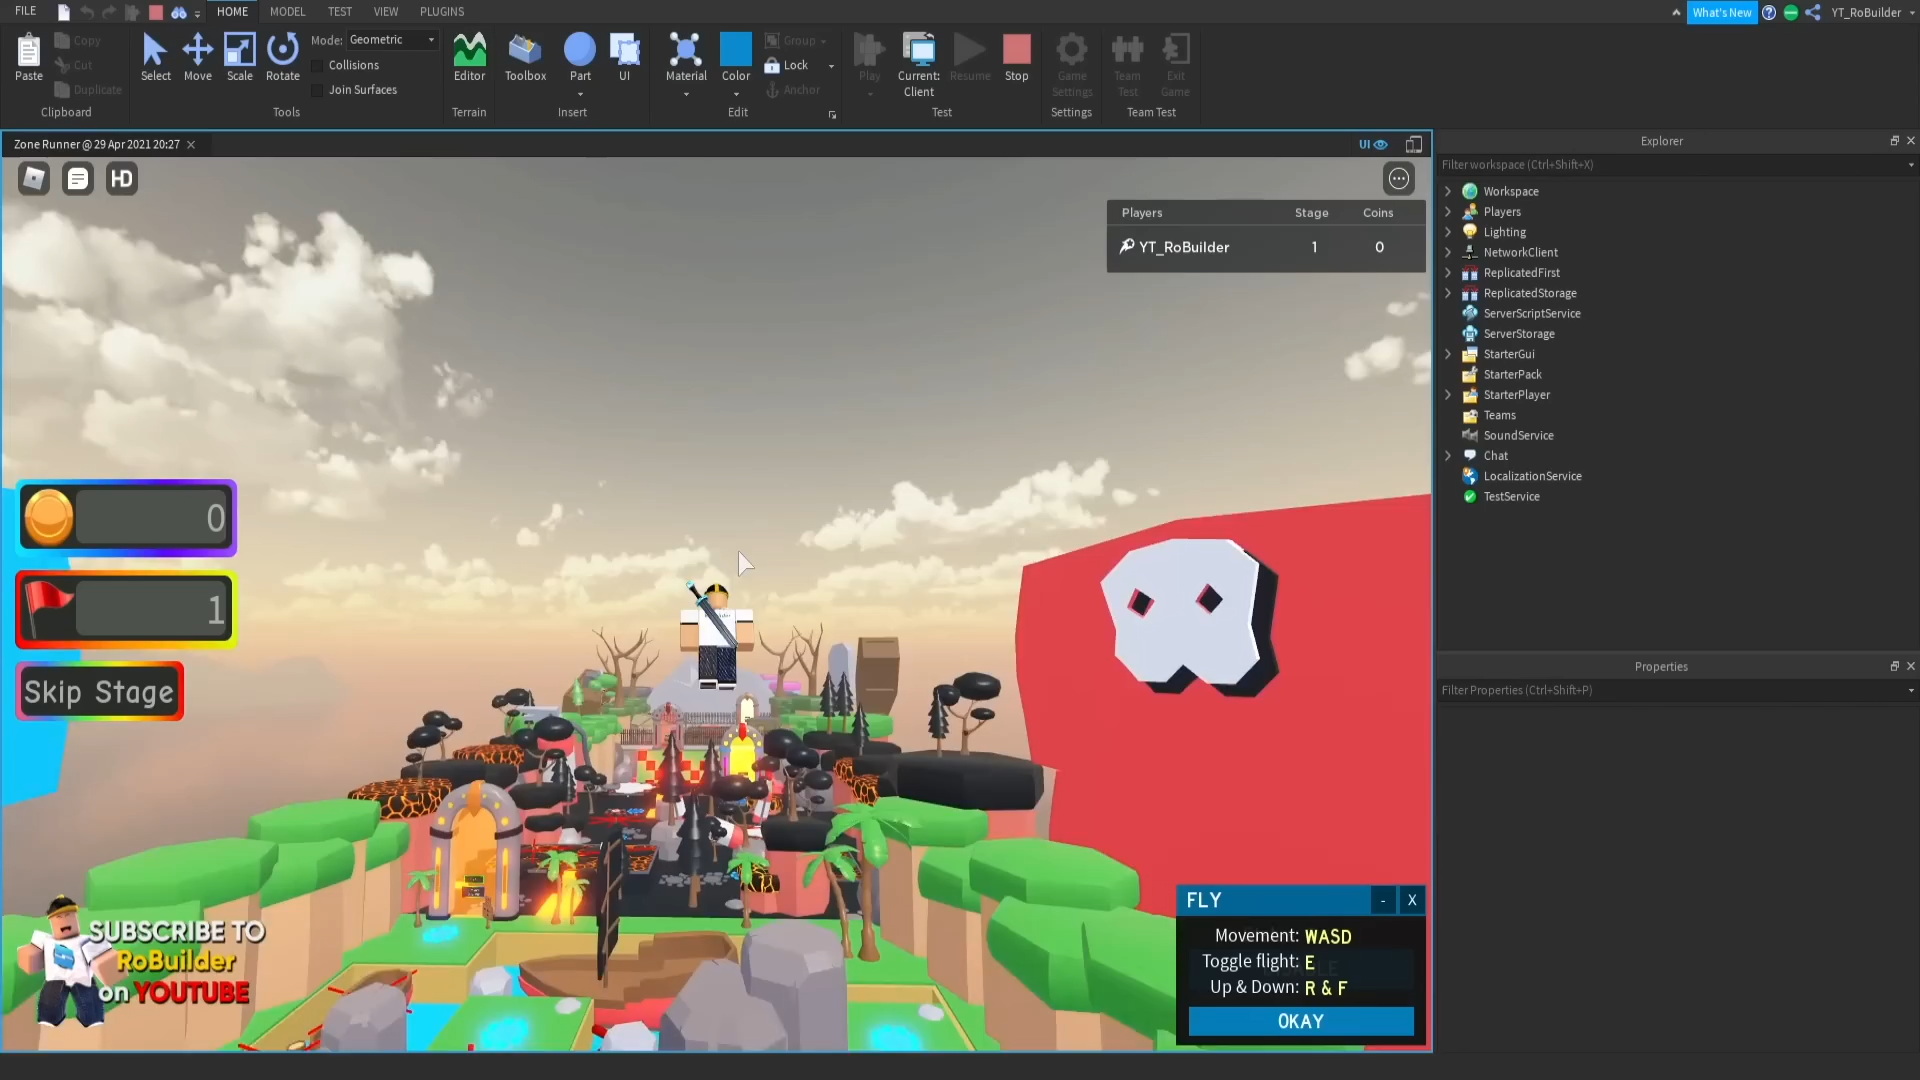 FILE HOME MODEL TEST VIEW PLUGINS What's New YT_RoBuilder
Paste Copy Cut Duplicate
Clipboard
Select Move Scale Rotate
Mode: Geometric
Collisions
Join Surfaces
Tools
Editor
Terrain
Toolbox Part UI
Insert
Material Color Group Lock Anchor
Edit
Play Current: Client Resume Stop
Test
Game Settings
Settings
Team Test Exit Game
Team Test
Zone Runner @ 29 Apr 2021 20:27
UI
HD
Players Stage Coins
YT_RoBuilder 1 0
0
1
Skip Stage
SUBSCRIBE TO
RoBuilder
on YOUTUBE
FLY - X
Movement: WASD
Toggle flight: E
Up & Down: R & F
OKAY
Explorer
Filter workspace (Ctrl+Shift+X)
Workspace
Players
Lighting
NetworkClient
ReplicatedFirst
ReplicatedStorage
ServerScriptService
ServerStorage
StarterGui
StarterPack
StarterPlayer
Teams
SoundService
Chat
LocalizationService
TestService
Properties
Filter Properties (Ctrl+Shift+P)